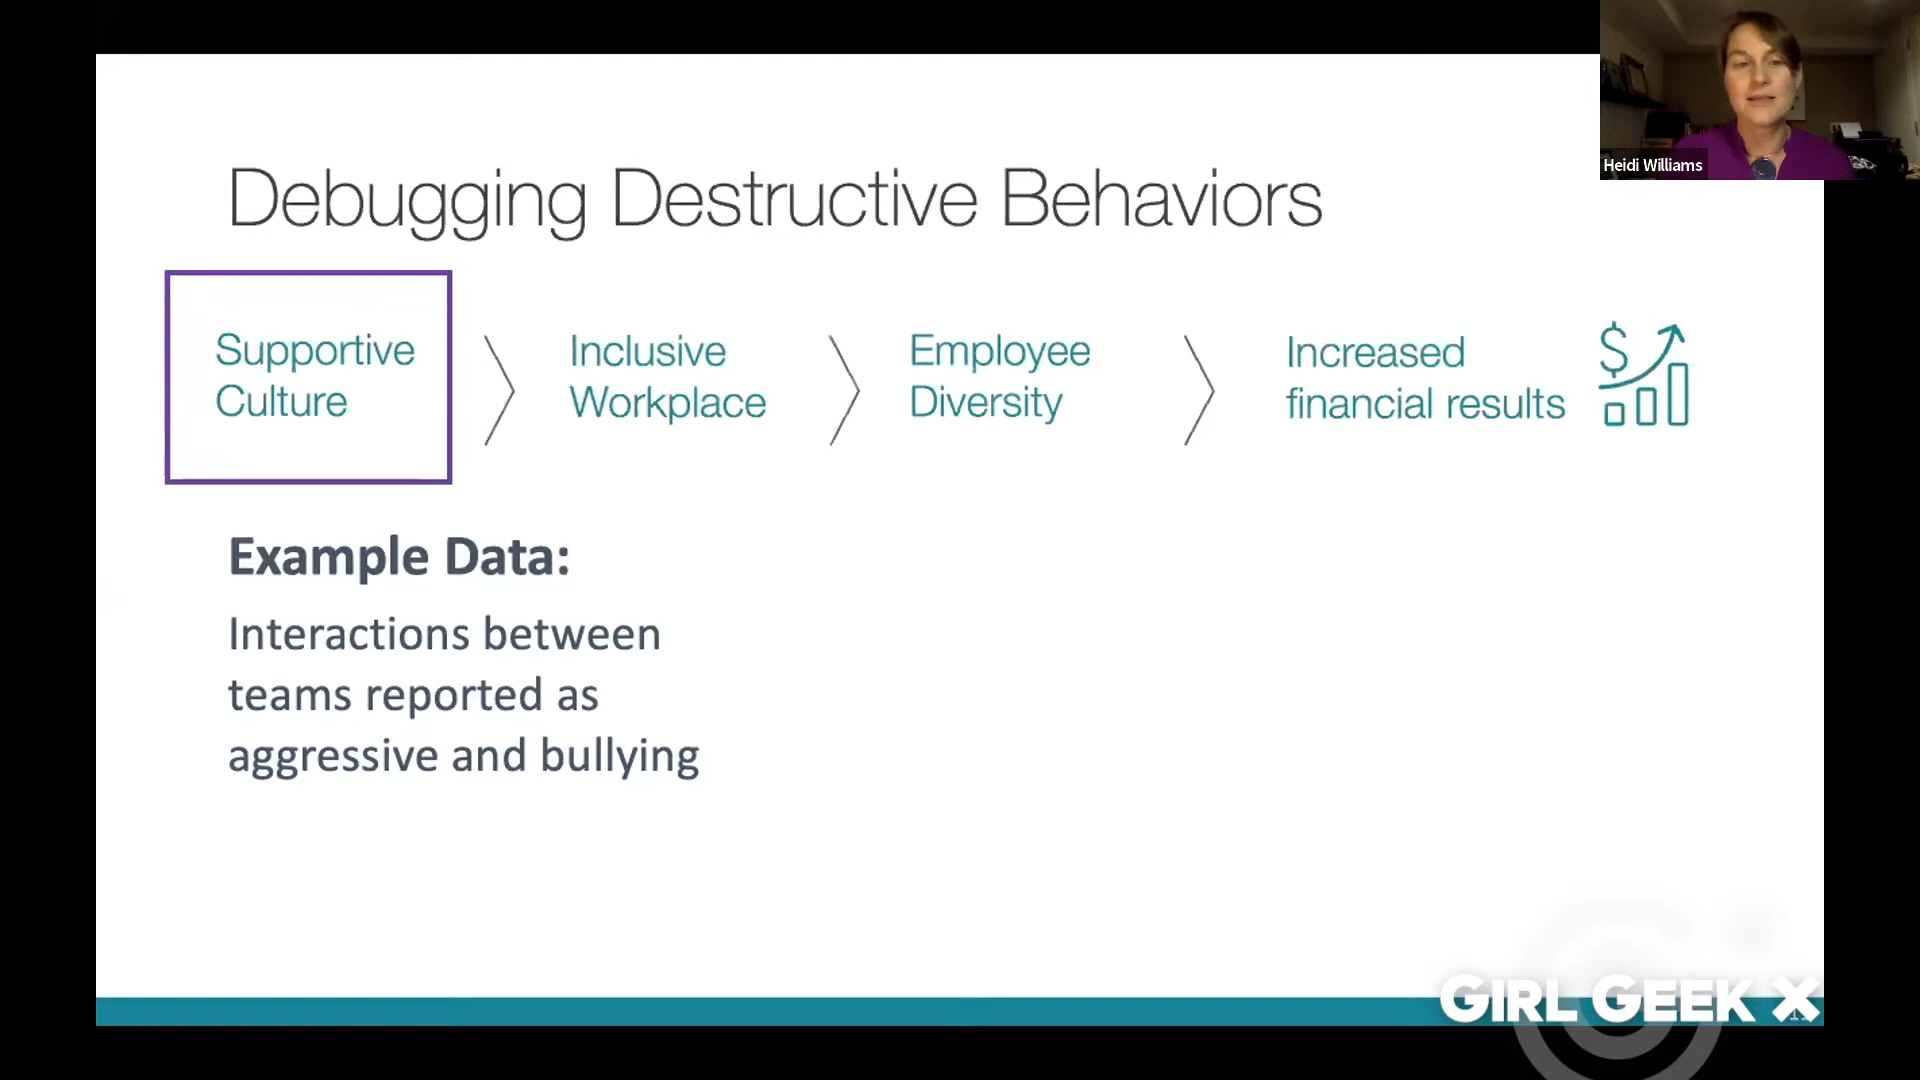 Heidi Williams
Debugging Destructive Behaviors
Supportive
Culture
Inclusive
Workplace
Employee
Diversity
Increased
financial results
$
Example Data:
Interactions between
teams reported as
aggressive and bullying
GIRL GEEK X